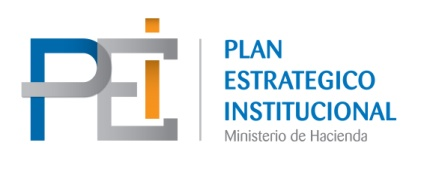 PEi
PLAN
ESTRATEGICO
INSTITUCIONAL
Ministerio de Hacienda